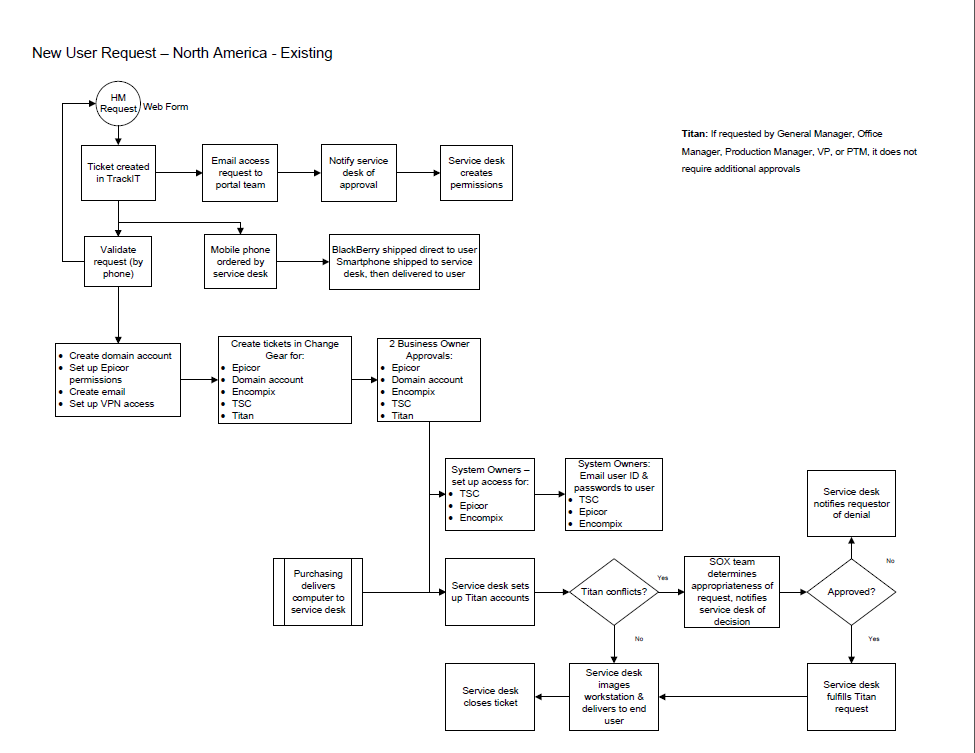 New User Request – North America - Existing
HM
Request
Web Form
Titan: If requested by General Manager, Office
Manager, Production Manager, VP, or PTM, it does not
require additional approvals
Ticket created
in TrackIT
Email access
request to
portal team
Notify service
desk of
approval
Service desk
creates
permissions
Validate
request (by
phone)
Mobile phone
ordered by
service desk
BlackBerry shipped direct to user
Smartphone shipped to service
desk, then delivered to user
• Create domain account
• Set up Epicor
permissions
• Create email
• Set up VPN access
Create tickets in Change
Gear for:
• Epicor
• Domain account
• Encompix
• TSC
• Titan
2 Business Owner
Approvals:
• Epicor
• Domain account
• Encompix
• TSC
• Titan
System Owners –
set up access for:
• TSC
• Epicor
• Encompix
System Owners:
Email user ID &
passwords to user
• TSC
• Epicor
• Encompix
Service desk
notifies requestor
of denial
Purchasing
delivers
computer to
service desk
Service desk sets
up Titan accounts
Titan conflicts?
Yes
SOX team
determines
appropriateness of
request, notifies
service desk of
decision
Approved?
No
No
Yes
Service desk
closes ticket
Service desk
images
workstation &
delivers to end
user
Service desk
fulfills Titan
request